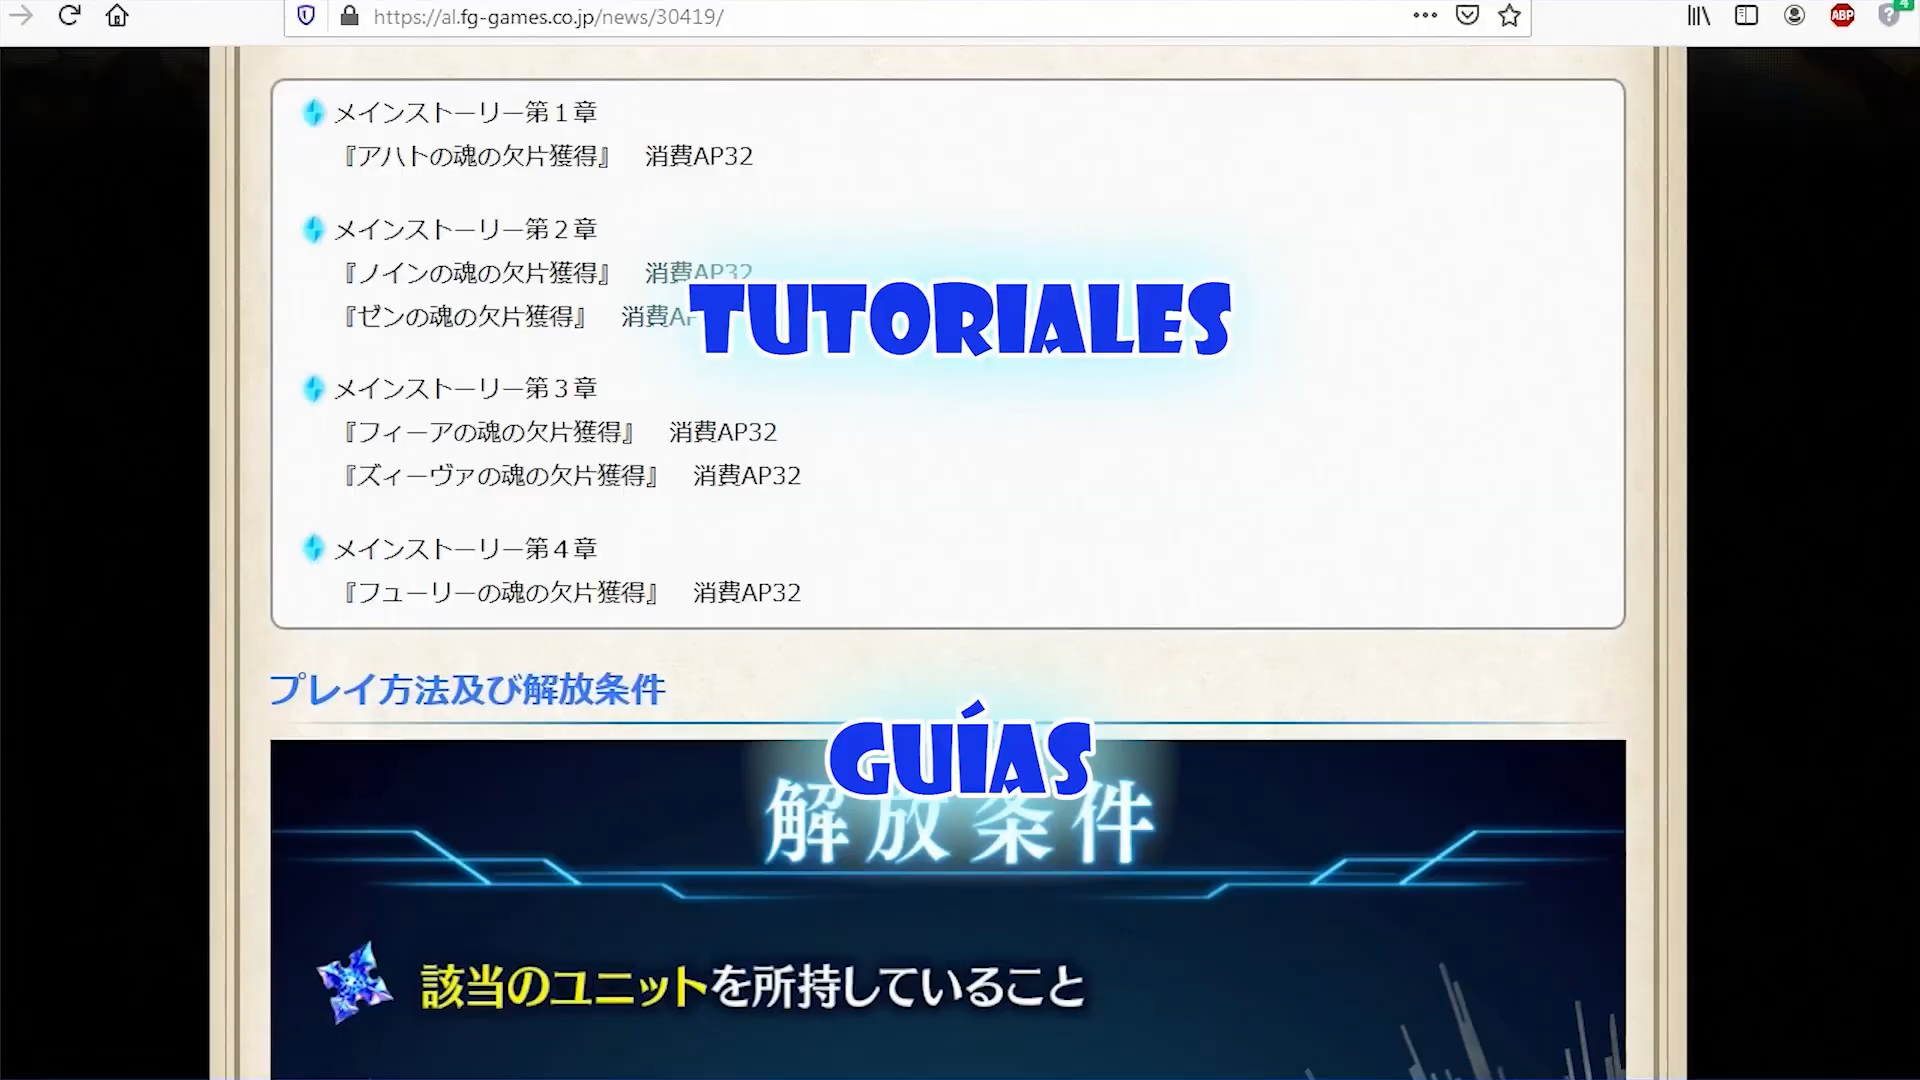 https://al.fg-games.co.jp/news/30419/
ABP
4
メインストーリー第１章
『アハトの魂の欠片獲得』　消費AP32
メインストーリー第２章
『ノインの魂の欠片獲得』　消費AP32
『ゼンの魂の欠片獲得』　消費AP
TUTORIALES
メインストーリー第３章
『フィーアの魂の欠片獲得』　消費AP32
『ズィーヴァの魂の欠片獲得』　消費AP32
メインストーリー第４章
『フューリーの魂の欠片獲得』　消費AP32
プレイ方法及び解放条件
GUÍAS
解放条件
該当のユニットを所持していること